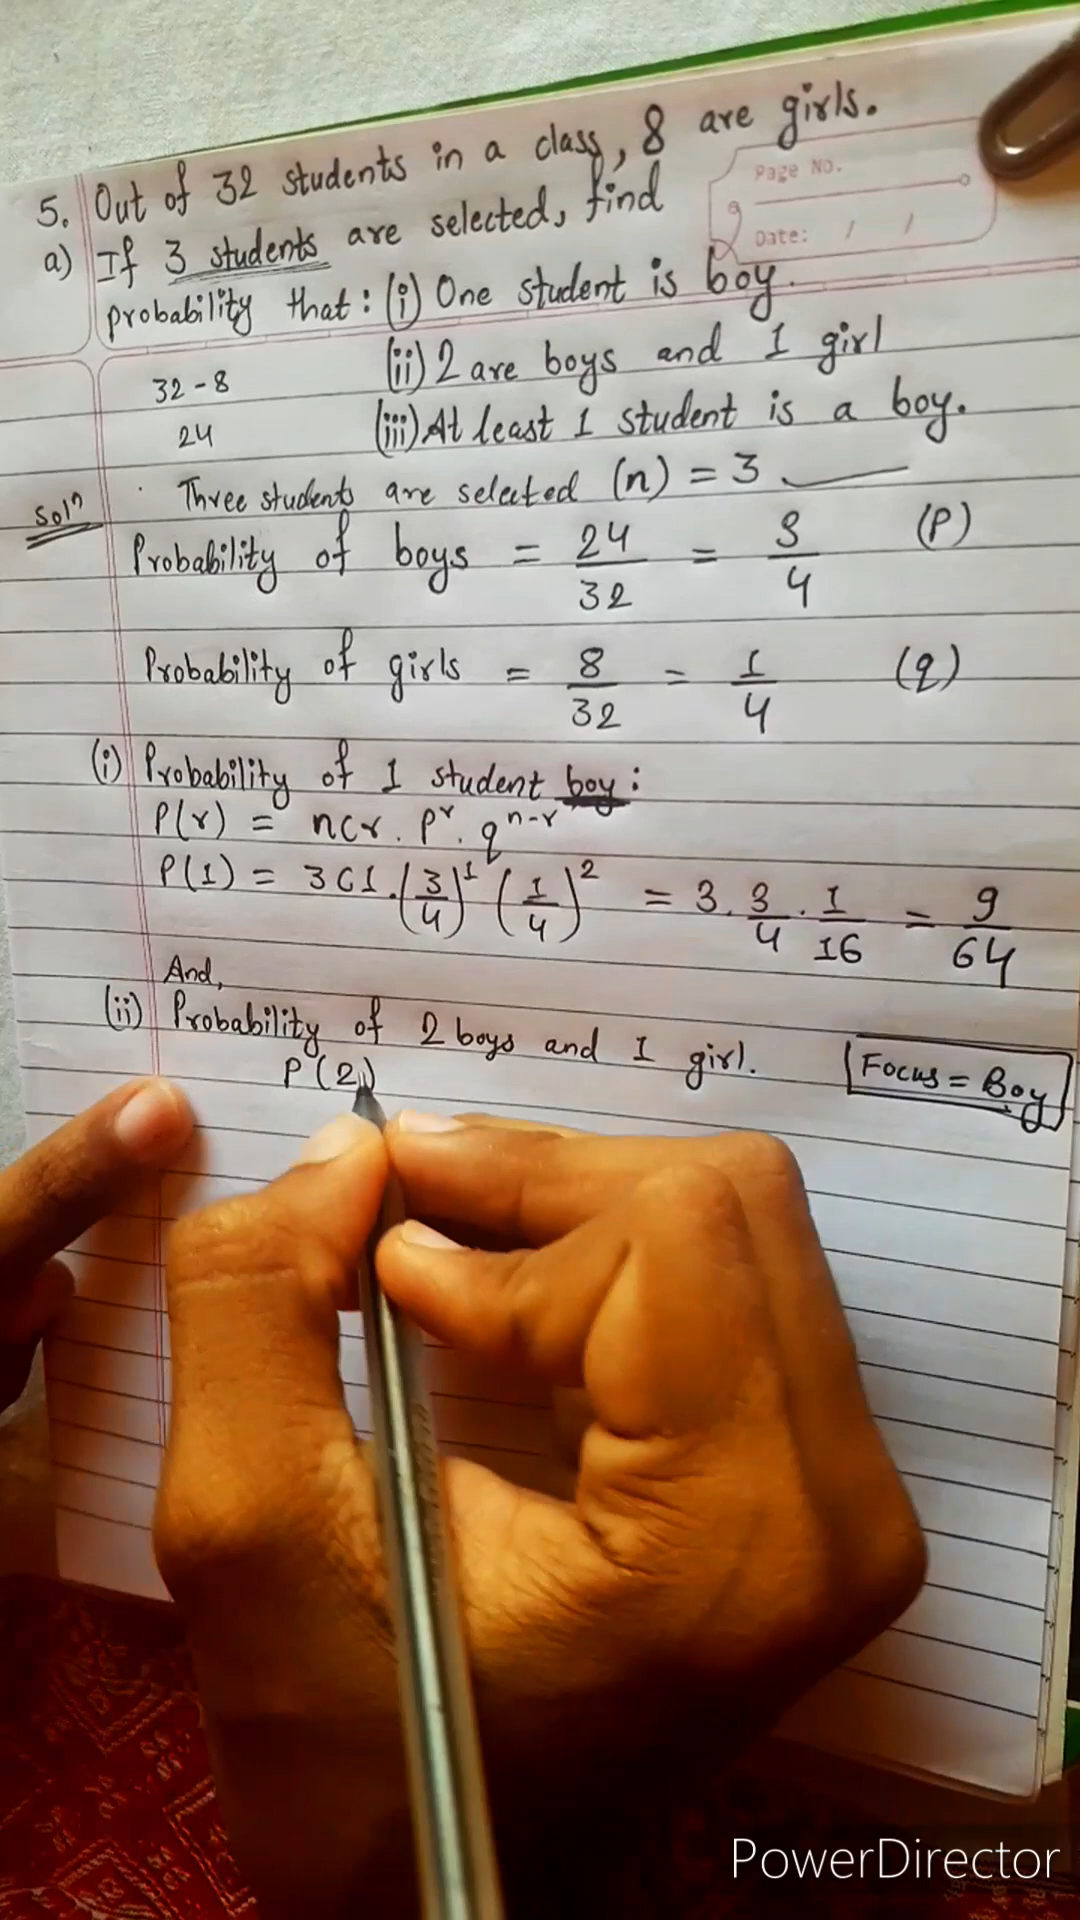 5. Out of 32 students in a class, 8 are girls.
Page No.
Date: / /
a) If 3 students are selected, find
probability that: (i) One student is boy.
32-8
(ii) 2 are boys and 1 girl
24
(iii) At least 1 student is a boy.
Solⁿ
Three students are selected (n) = 3
Probability of boys = 24/32 = 3/4 (P)
Probability of girls = 8/32 = 1/4 (q)
(i) Probability of 1 student boy:
P(r) = ncr. pʳ. qⁿ⁻ʳ
P(1) = 3C1.(3/4)¹ (1/4)² = 3.3/4.1/16 = 9/64
And,
(ii) Probability of 2 boys and 1 girl.
Focus = Boy
P(2)
PowerDirector